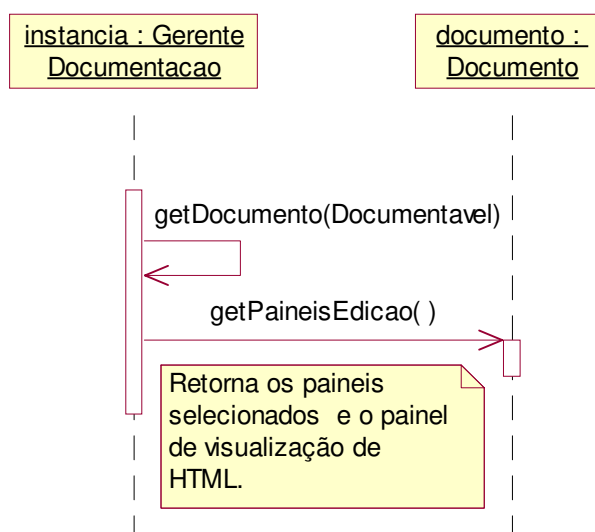 instancia : Gerente
Documentacao
documento :
Documento
getDocumento(Documentavel)
getPaineisEdicao( )
Retorna os paineis
selecionados e o painel
de visualização de
HTML.